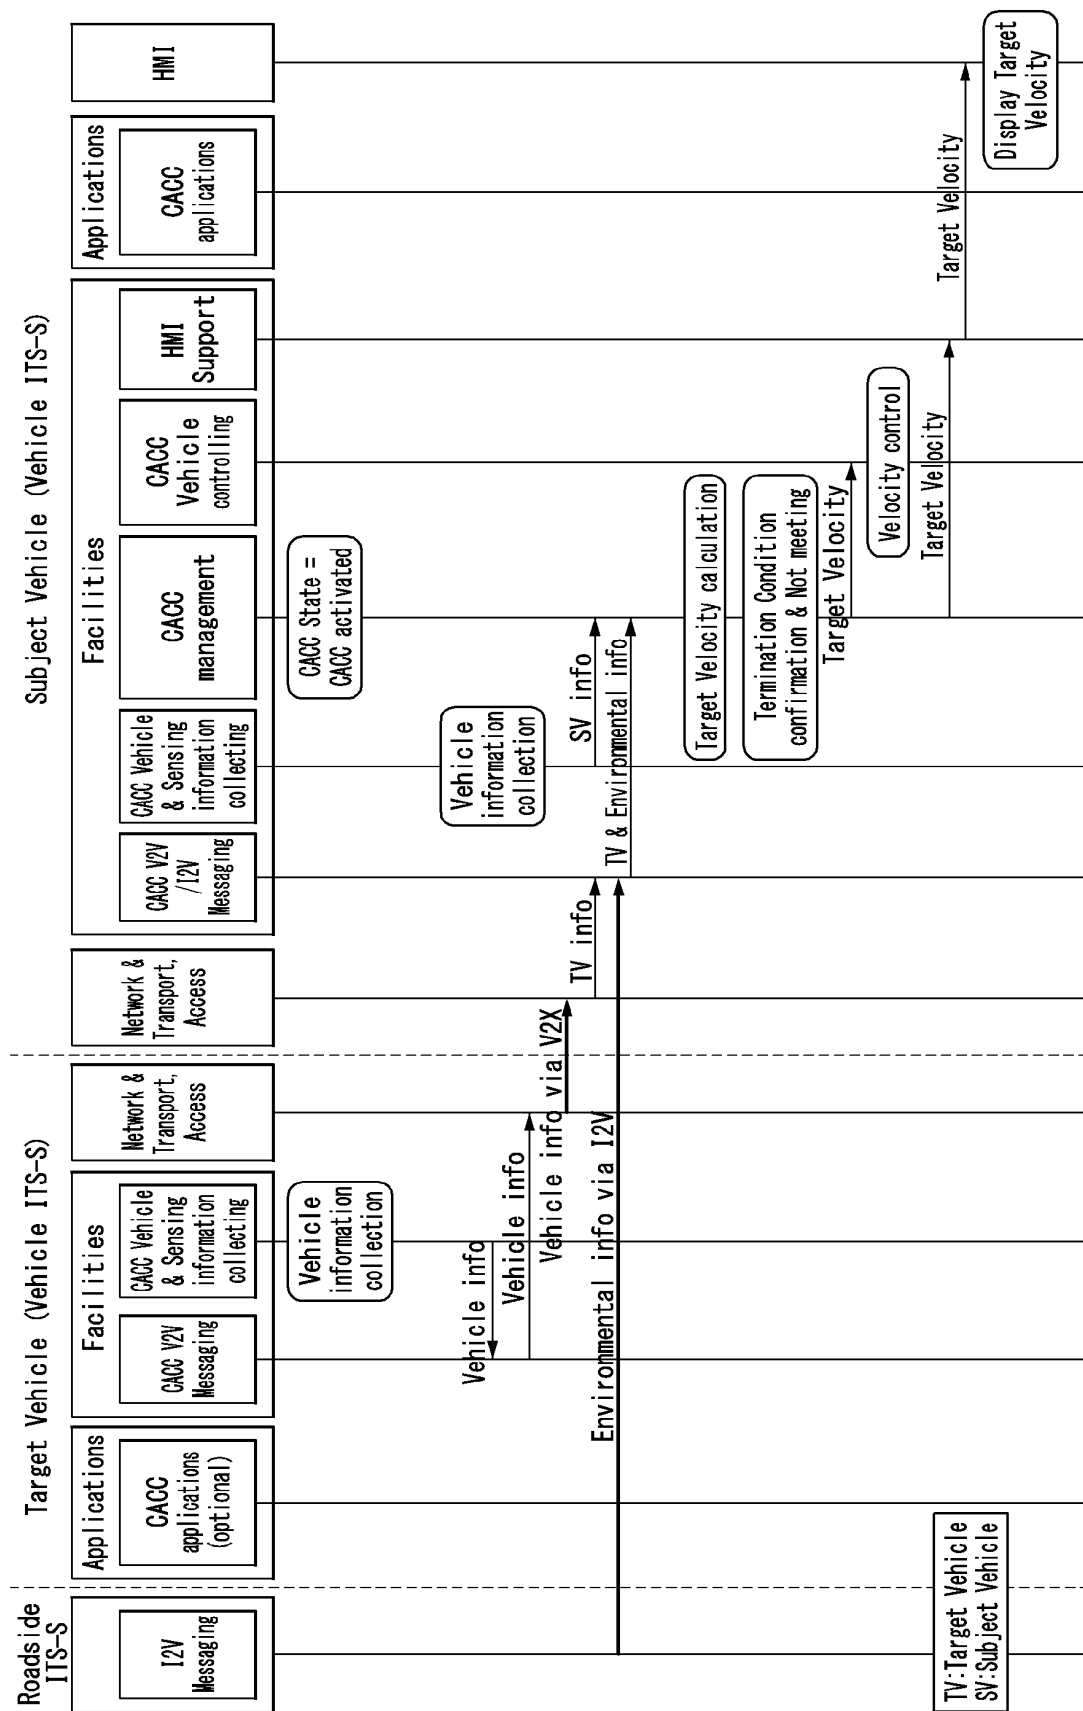 Roadside
ITS-S
I2V
Messaging
Target Vehicle (Vehicle ITS-S)
Applications
CACC
applications
(optional)
Facilities
CACC V2V
Messaging
CACC Vehicle
& Sensing
information
collecting
Network &
Transport,
Access
Subject Vehicle (Vehicle ITS-S)
Network &
Transport,
Access
Facilities
CACC V2V
/I2V
Messaging
CACC Vehicle
& Sensing
information
collecting
CACC
management
CACC
Vehicle
controlling
HMI
Support
Applications
CACC
applications
HMI
Vehicle
information
collection
CACC State =
CACC activated
Vehicle
information
collection
Vehicle info
Vehicle info
Vehicle info via V2X
TV info
SV info
Environmental info via I2V
TV & Environmental info
Target Velocity calculation
Termination Condition
confirmation & Not meeting
Target Velocity
Velocity control
Target Velocity
Target Velocity
Display Target
Velocity
TV:Target Vehicle
SV:Subject Vehicle